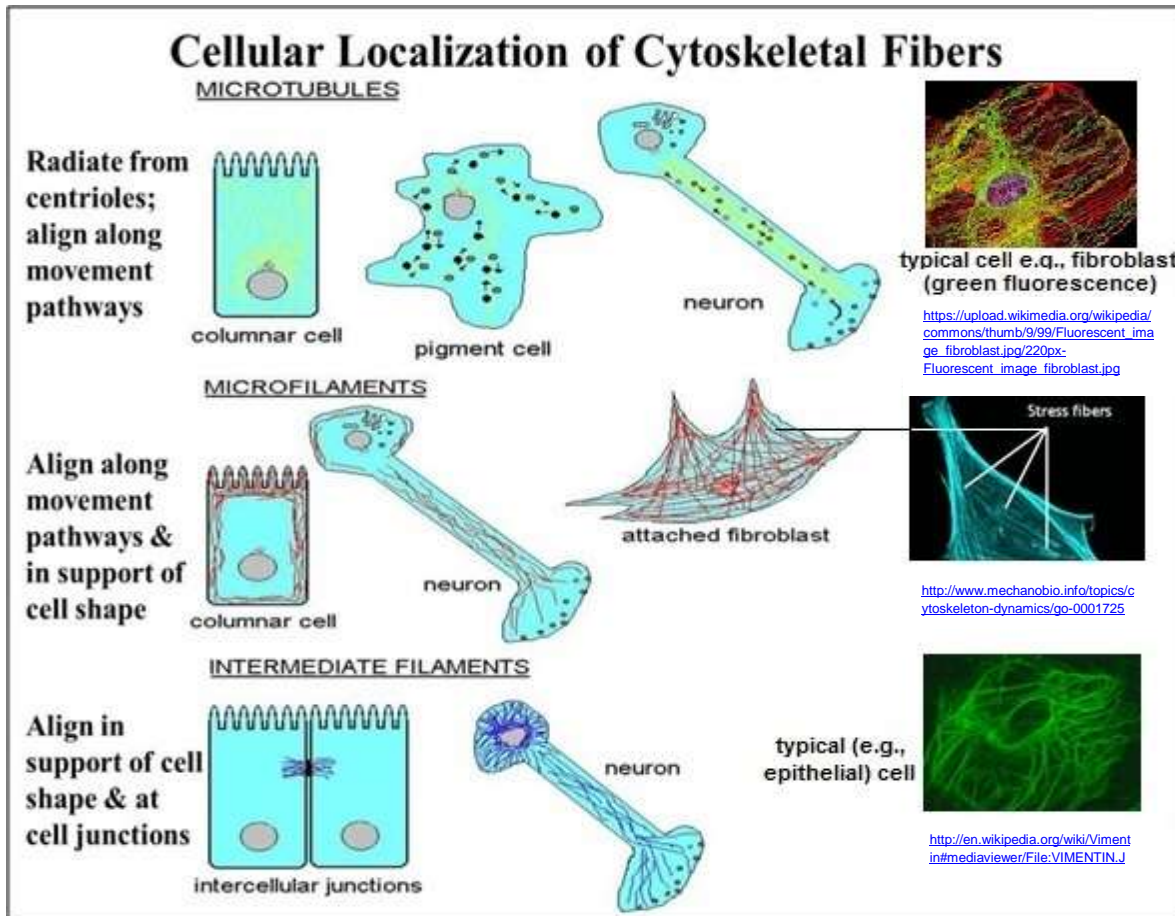 Cellular Localization of Cytoskeletal Fibers
MICROTUBULES
Radiate from
centrioles;
align along
movement
pathways
columnar cell
pigment cell
neuron
typical cell e.g., fibroblast
(green fluorescence)
https://upload.wikimedia.org/wikipedia/
commons/thumb/9/99/Fluorescent_ima
ge_fibroblast.jpg/220px-
Fluorescent_image_fibroblast.jpg
MICROFILAMENTS
Align along
movement
pathways &
in support of
cell shape
columnar cell
neuron
attached fibroblast
Stress fibers
http://www.mechanobio.info/topics/c
ytoskeleton-dynamics/go-0001725
INTERMEDIATE FILAMENTS
Align in
support of cell
shape & at
cell junctions
intercellular junctions
neuron
typical (e.g.,
epithelial) cell
http://en.wikipedia.org/wiki/Viment
in#mediaviewer/File:VIMENTIN.J